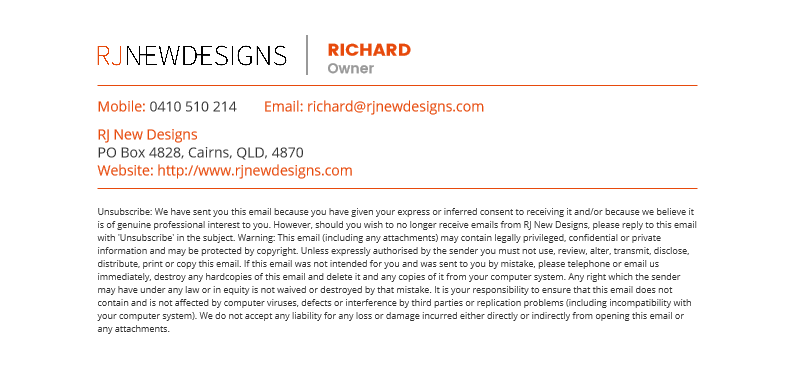 RJNEWDESIGNS
RICHARD
Owner
Mobile: 0410 510 214 Email: richard@rjnewdesigns.com
RJ New Designs
PO Box 4828, Cairns, QLD, 4870
Website: http://www.rjnewdesigns.com
Unsubscribe: We have sent you this email because you have given your express or inferred consent to receiving it and/or because we believe it
is of genuine professional interest to you. However, should you wish to no longer receive emails from RJ New Designs, please reply to this email
with 'Unsubscribe' in the subject. Warning: This email (including any attachments) may contain legally privileged, confidential or private
information and may be protected by copyright. Unless expressly authorised by the sender you must not use, review, alter, transmit, disclose,
distribute, print or copy this email. If this email was not intended for you and was sent to you by mistake, please telephone or email us
immediately, destroy any hardcopies of this email and delete it and any copies of it from your computer system. Any right which the sender
may have under any law or in equity is not waived or destroyed by that mistake. It is your responsibility to ensure that this email does not
contain and is not affected by computer viruses, defects or interference by third parties or replication problems (including incompatibility with
your computer system). We do not accept any liability for any loss or damage incurred either directly or indirectly from opening this email or
any attachments.